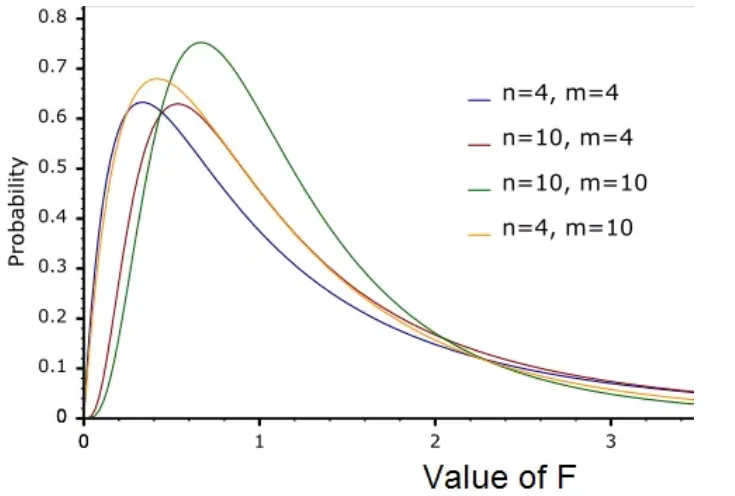 0.8
0.7
0.6
0.5
0.4
0.3
0.2
0.1
0
Probability
n=4, m=4
n=10, m=4
n=10, m=10
n=4, m=10
0 1 2 3
Value of F